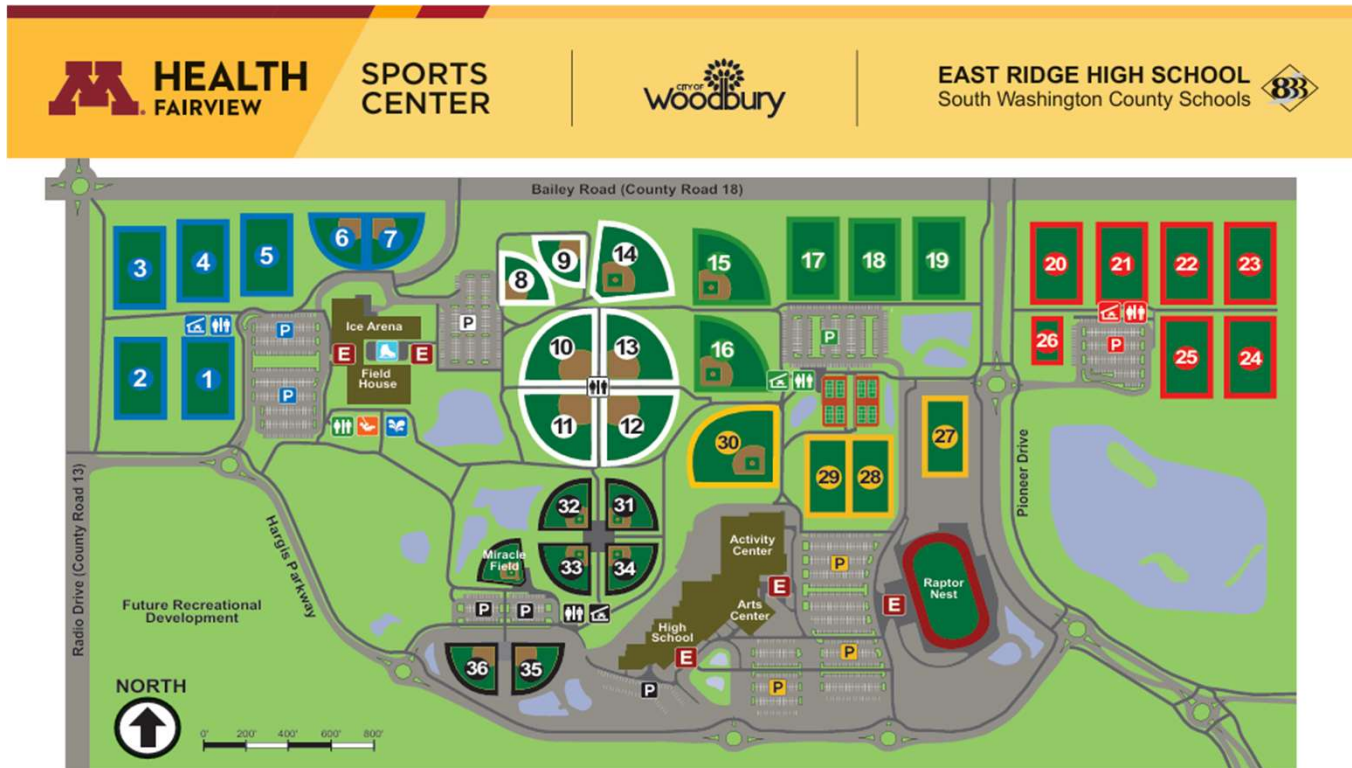 M HEALTH
FAIRVIEW
SPORTS
CENTER
CITY OF
Woodbury
EAST RIDGE HIGH SCHOOL
South Washington County Schools
833
Bailey Road (County Road 18)
3
4
5
6
7
8
9
14
15
17
18
19
20
21
22
23
2
1
P
P
Ice Arena
E
E
Field
House
P
10
13
11
12
16
P
26
P
25
24
30
29
28
27
Radio Drive (County Road 13)
Hargis Parkway
Pioneer Drive
32
31
33
34
Miracle
Field
P
P
36
35
Activity
Center
E
Arts
Center
High
School
E
P
P
P
P
E
Raptor
Nest
Future Recreational
Development
NORTH
0' 200' 400' 600' 800'